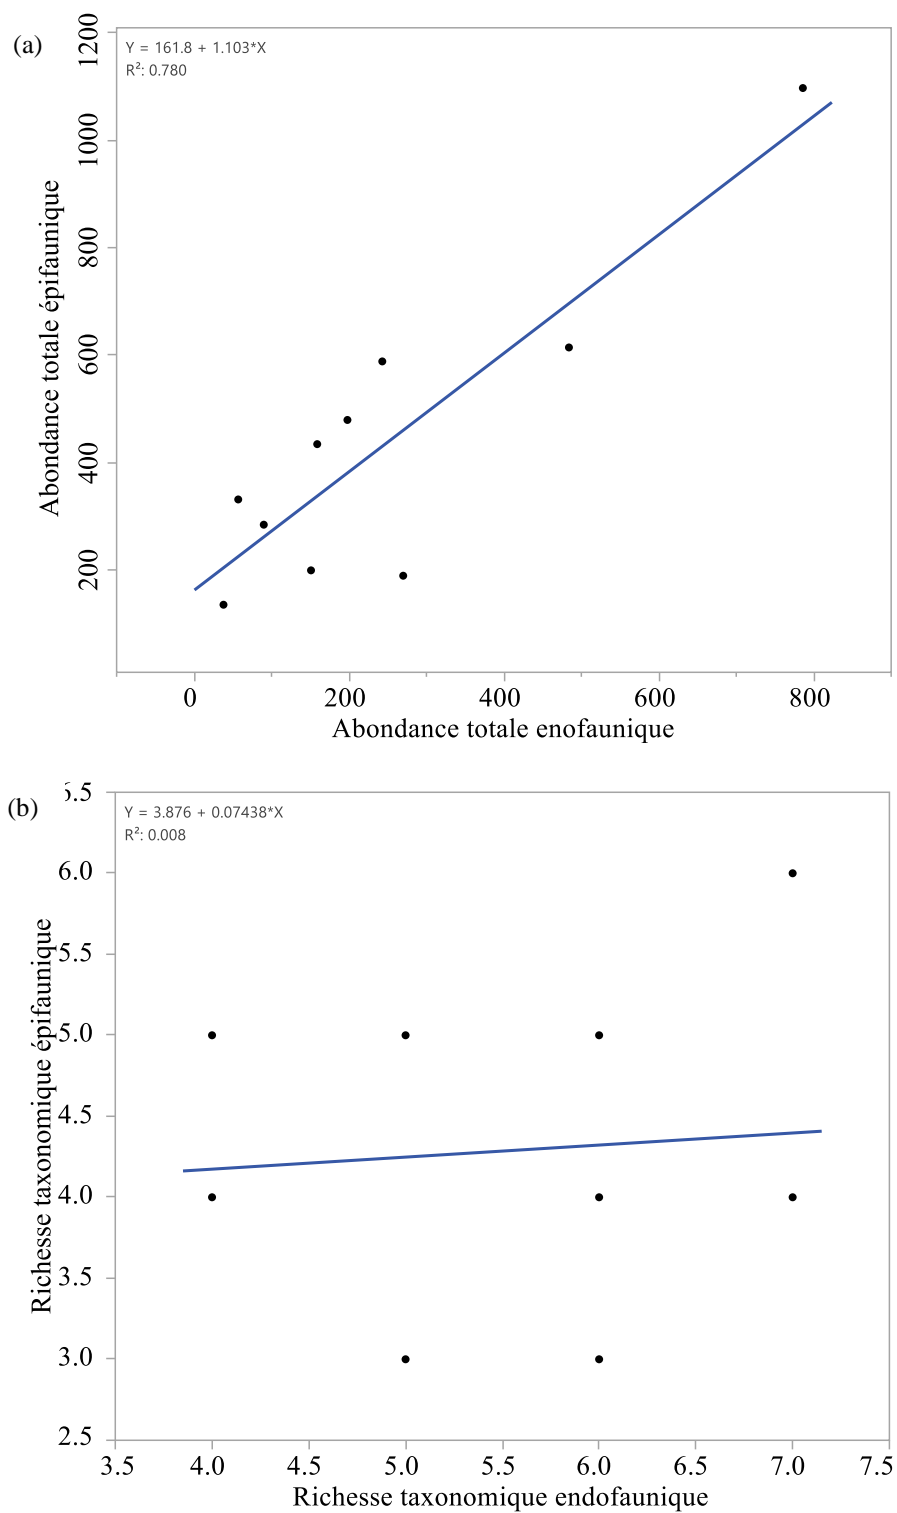 (a)
Y = 161.8 + 1.103*X
R²: 0.780
1200
1000
800
600
400
200
Abondance totale épifaunique
0 200 400 600 800
Abondance totale enofaunique
(b)
Y = 3.876 + 0.07438*X
R²: 0.008
6.0
5.5
5.0
4.5
4.0
3.5
3.0
2.5
Richesse taxonomique épifaunique
3.5 4.0 4.5 5.0 5.5 6.0 6.5 7.0 7.5
Richesse taxonomique endofaunique